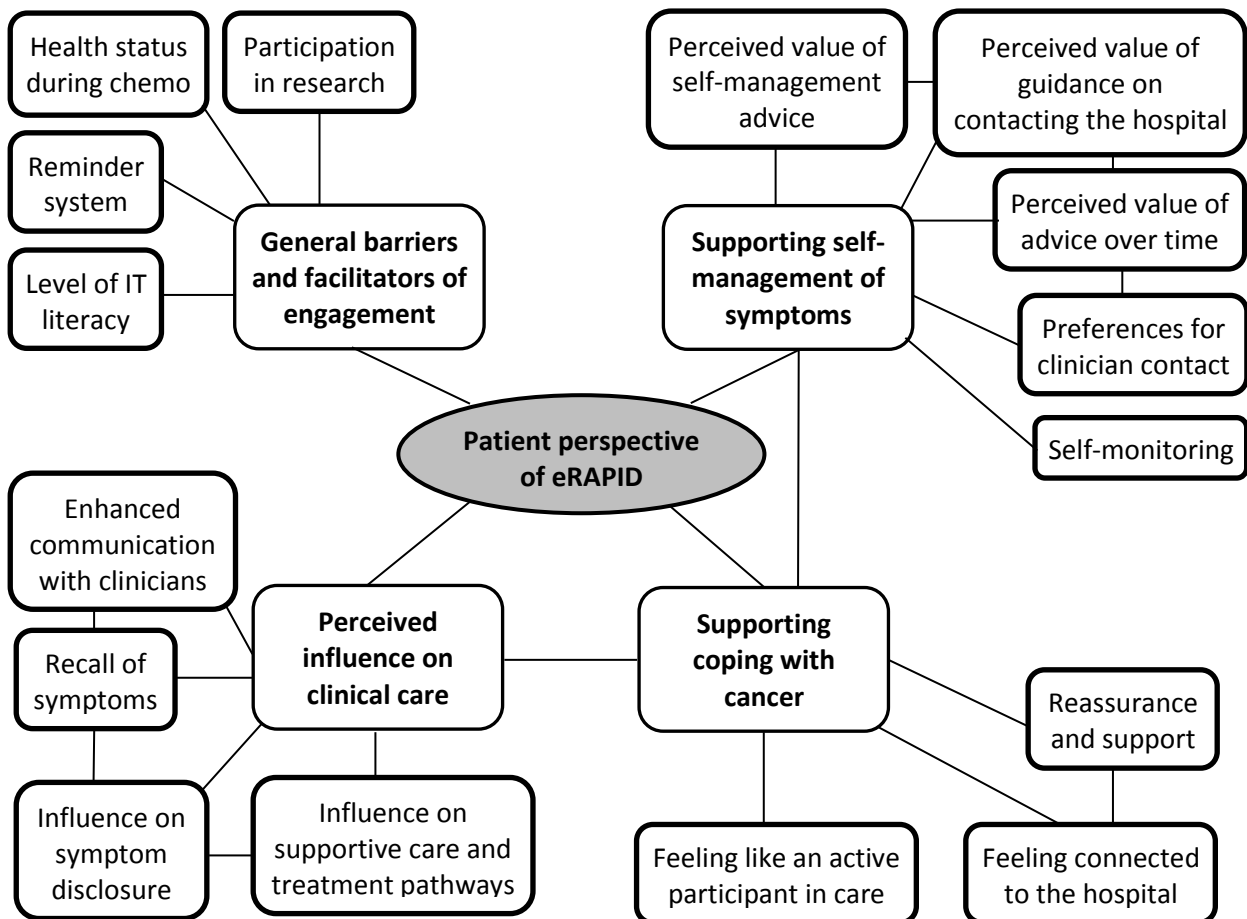 Health status
during chemo
Participation
in research
Reminder
system
Level of IT
literacy
General barriers
and facilitators of
engagement
Perceived value of
self-management
advice
Perceived value of
guidance on
contacting the hospital
Perceived value of
advice over time
Supporting self-
management of
symptoms
Preferences for
clinician contact
Self-monitoring
Patient perspective
of eRAPID
Enhanced
communication
with clinicians
Recall of
symptoms
Influence on
symptom
disclosure
Perceived
influence on
clinical care
Influence on
supportive care and
treatment pathways
Supporting
coping with
cancer
Reassurance
and support
Feeling like an active
participant in care
Feeling connected
to the hospital